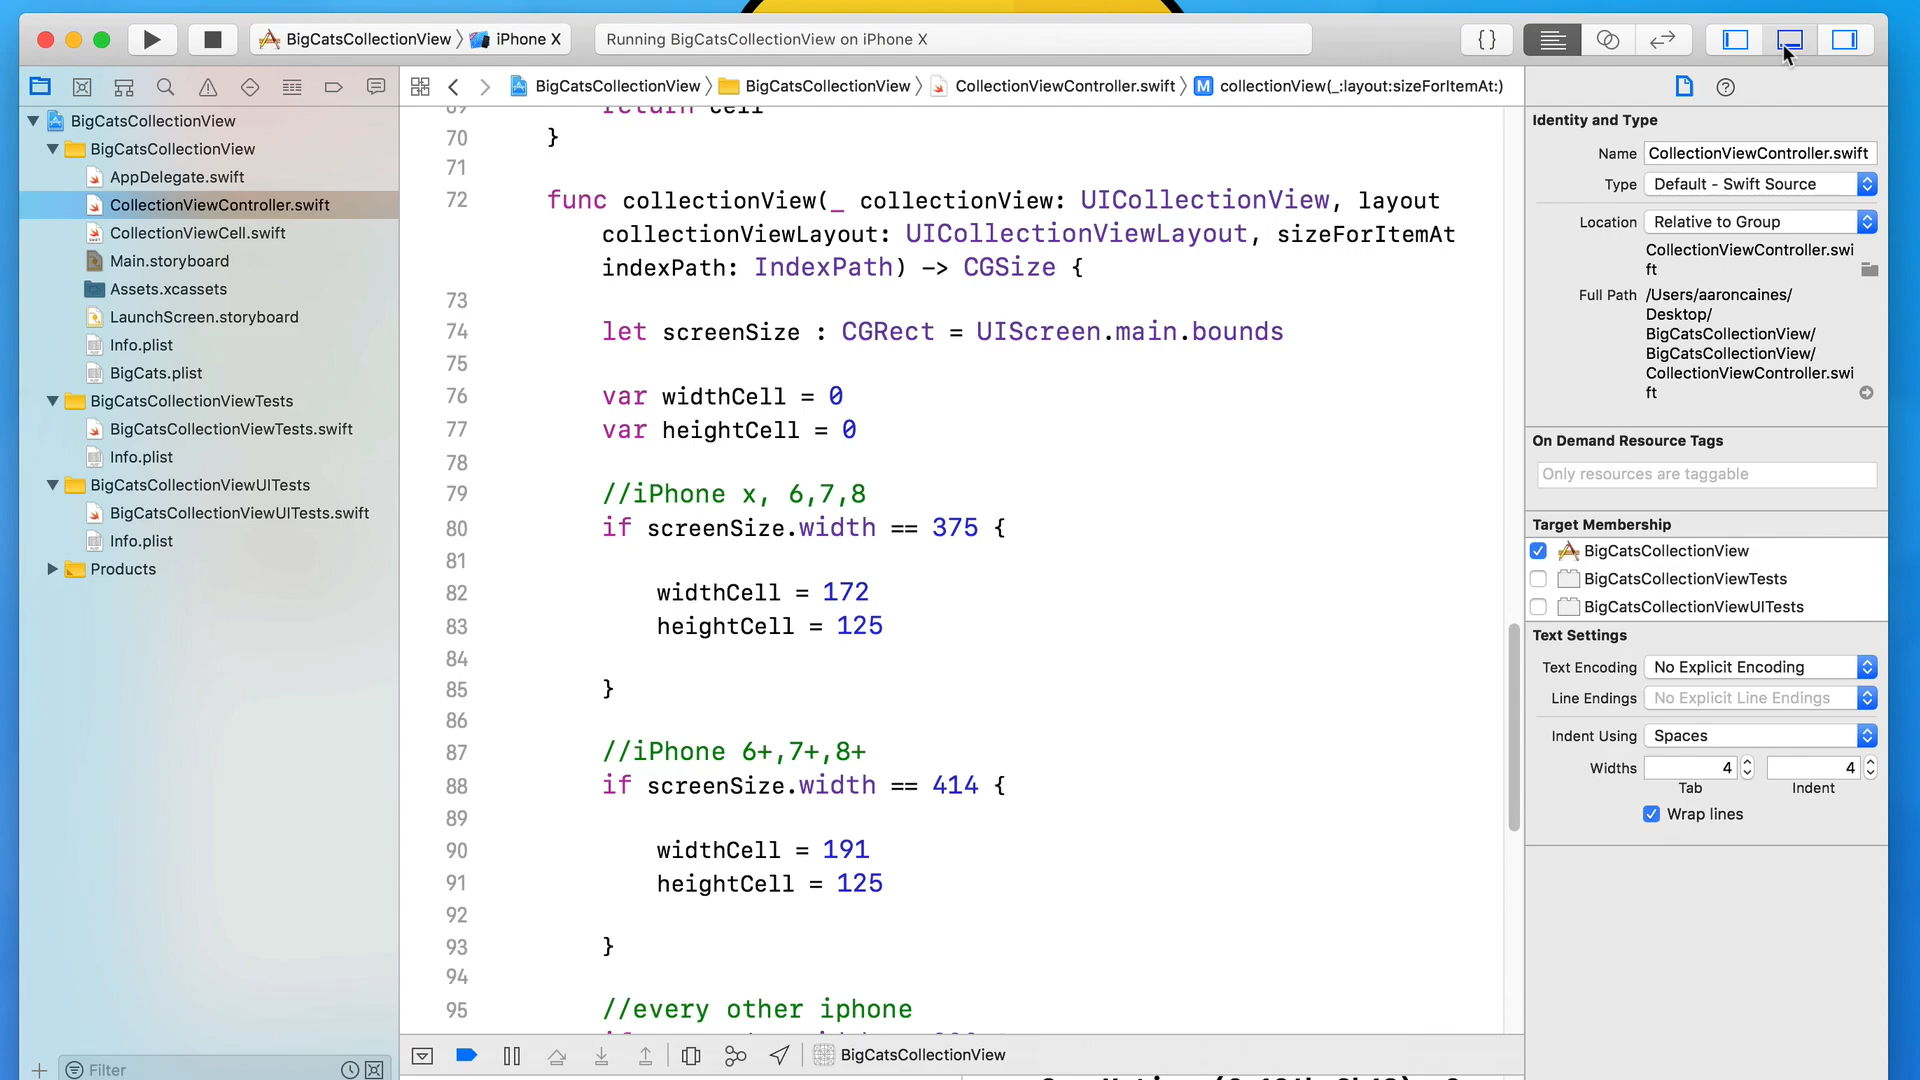 BigCatsCollectionView
iPhone X
Running BigCatsCollectionView on iPhone X
{ }
BigCatsCollectionView
BigCatsCollectionView
AppDelegate.swift
CollectionViewController.swift
CollectionViewCell.swift
Main.storyboard
Assets.xcassets
LaunchScreen.storyboard
Info.plist
BigCats.plist
BigCatsCollectionViewTests
BigCatsCollectionViewTests.swift
Info.plist
BigCatsCollectionViewUITests
BigCatsCollectionViewUITests.swift
Info.plist
Products
Filter
BigCatsCollectionView
BigCatsCollectionView
CollectionViewController.swift
M collectionView(_:layout:sizeForItemAt:)
69 return cell
70 }
71
72 func collectionView(_ collectionView: UICollectionView, layout
collectionViewLayout: UICollectionViewLayout, sizeForItemAt
indexPath: IndexPath) -> CGSize {
73
74 let screenSize : CGRect = UIScreen.main.bounds
75
76 var widthCell = 0
77 var heightCell = 0
78
79 //iPhone x, 6,7,8
80 if screenSize.width == 375 {
81
82 widthCell = 172
83 heightCell = 125
84
85 }
86
87 //iPhone 6+,7+,8+
88 if screenSize.width == 414 {
89
90 widthCell = 191
91 heightCell = 125
92
93 }
94
95 //every other iphone
BigCatsCollectionView
Identity and Type
Name CollectionViewController.swift
Type Default - Swift Source
Location Relative to Group
CollectionViewController.swi
ft
Full Path /Users/aaroncaines/
Desktop/
BigCatsCollectionView/
BigCatsCollectionView/
CollectionViewController.swi
ft
On Demand Resource Tags
Only resources are taggable
Target Membership
BigCatsCollectionView
BigCatsCollectionViewTests
BigCatsCollectionViewUITests
Text Settings
Text Encoding No Explicit Encoding
Line Endings No Explicit Line Endings
Indent Using Spaces
Widths 4 4
Tab Indent
Wrap lines